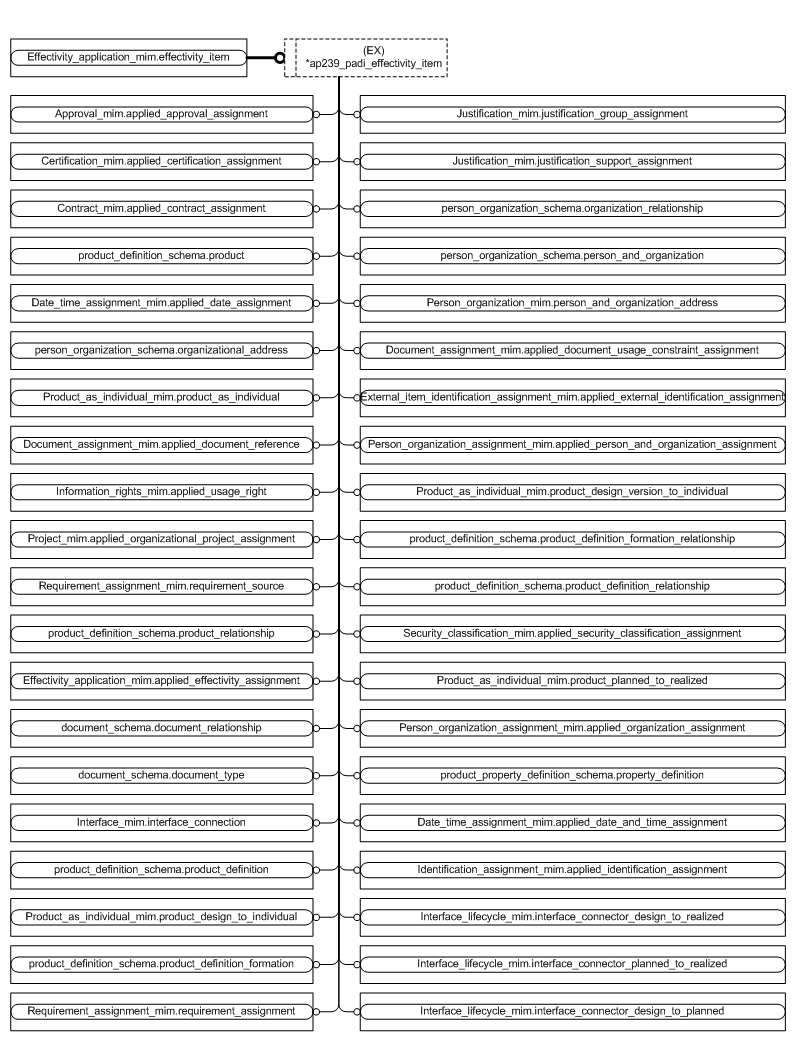 Effectivity_application_mim.effectivity_item
(EX)
*ap239_padi_effectivity_item
Approval_mim.applied_approval_assignment
Justification_mim.justification_group_assignment
Certification_mim.applied_certification_assignment
Justification_mim.justification_support_assignment
Contract_mim.applied_contract_assignment
person_organization_schema.organization_relationship
product_definition_schema.product
person_organization_schema.person_and_organization
Date_time_assignment_mim.applied_date_assignment
Person_organization_mim.person_and_organization_address
person_organization_schema.organizational_address
Document_assignment_mim.applied_document_usage_constraint_assignment
Product_as_individual_mim.product_as_individual
External_item_identification_assignment_mim.applied_external_identification_assignment
Document_assignment_mim.applied_document_reference
Person_organization_assignment_mim.applied_person_and_organization_assignment
Information_rights_mim.applied_usage_right
Product_as_individual_mim.product_design_version_to_individual
Project_mim.applied_organizational_project_assignment
product_definition_schema.product_definition_formation_relationship
Requirement_assignment_mim.requirement_source
product_definition_schema.product_definition_relationship
product_definition_schema.product_relationship
Security_classification_mim.applied_security_classification_assignment
Effectivity_application_mim.applied_effectivity_assignment
Product_as_individual_mim.product_planned_to_realized
document_schema.document_relationship
Person_organization_assignment_mim.applied_organization_assignment
document_schema.document_type
product_property_definition_schema.property_definition
Interface_mim.interface_connection
Date_time_assignment_mim.applied_date_and_time_assignment
product_definition_schema.product_definition
Identification_assignment_mim.applied_identification_assignment
Product_as_individual_mim.product_design_to_individual
Interface_lifecycle_mim.interface_connector_design_to_realized
product_definition_schema.product_definition_formation
Interface_lifecycle_mim.interface_connector_planned_to_realized
Requirement_assignment_mim.requirement_assignment
Interface_lifecycle_mim.interface_connector_design_to_planned